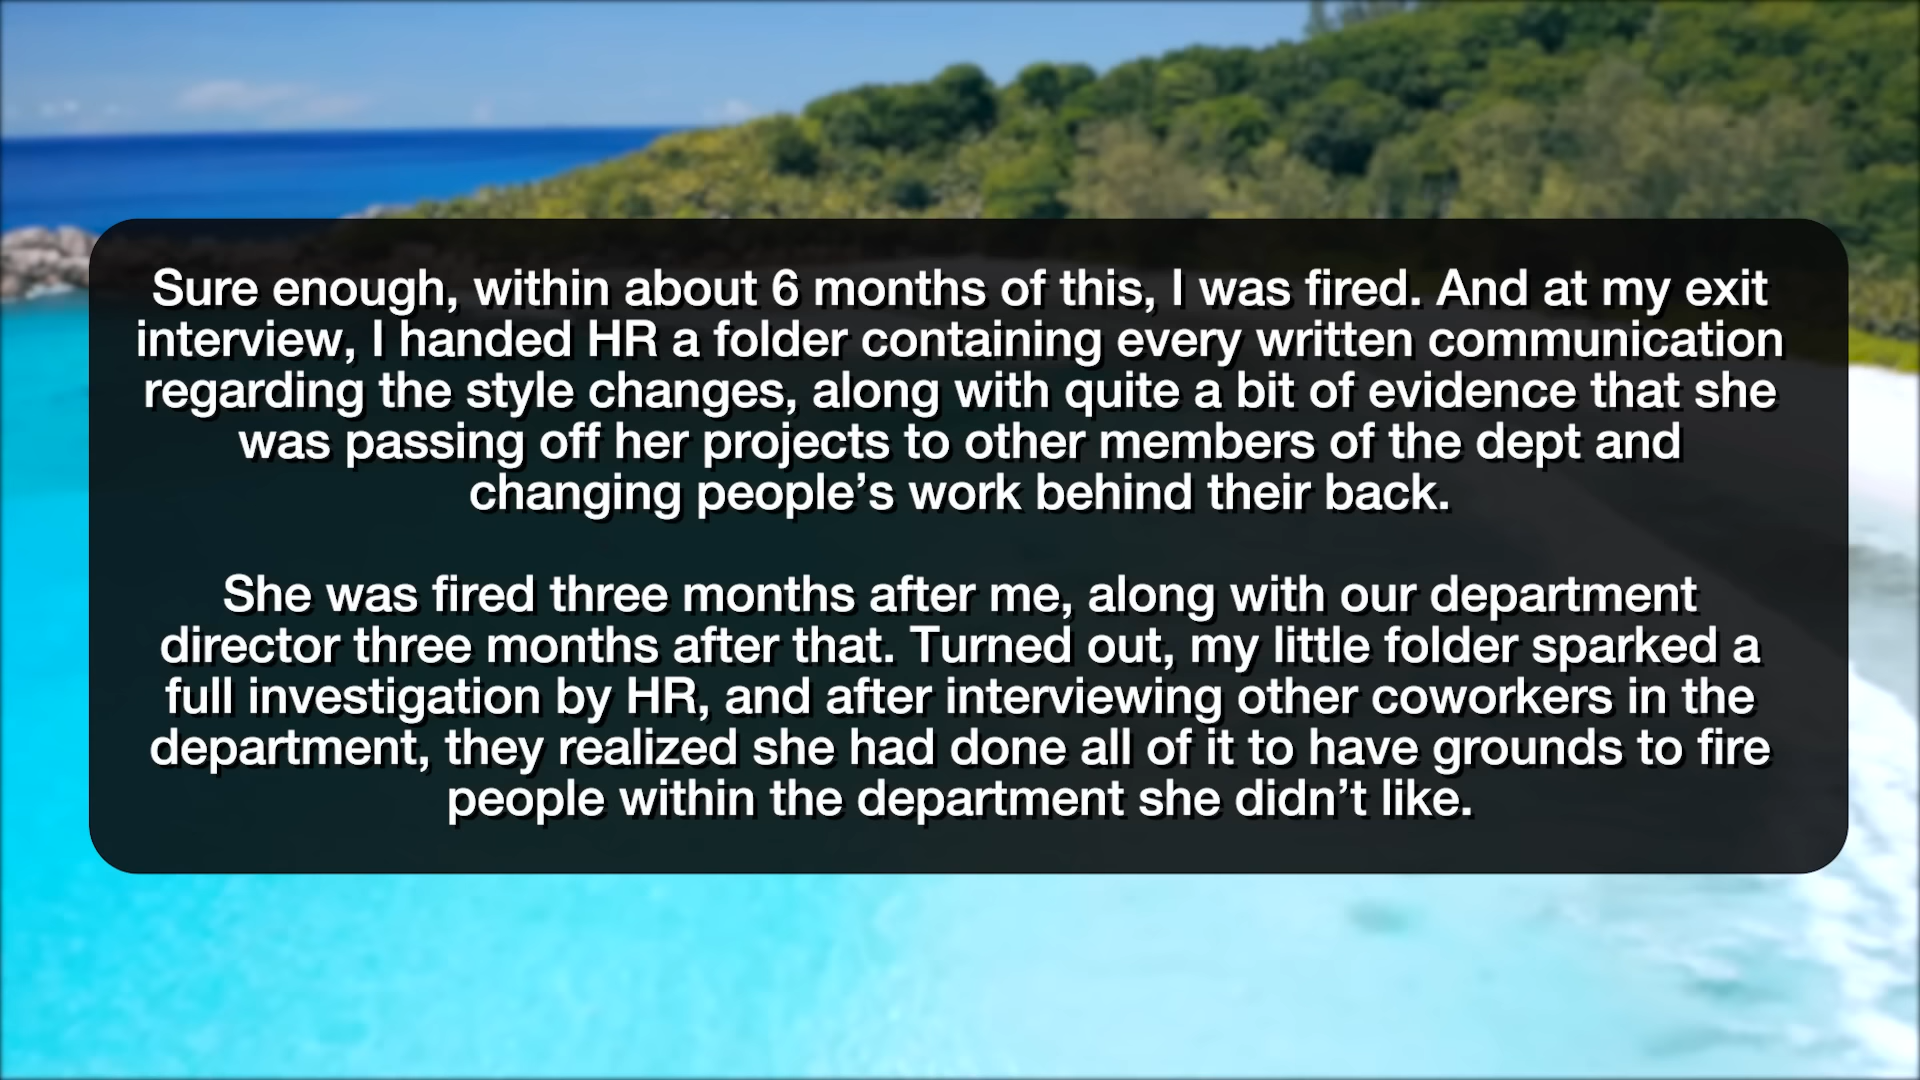 Sure enough, within about 6 months of this, I was fired. And at my exit
interview, I handed HR a folder containing every written communication
regarding the style changes, along with quite a bit of evidence that she
was passing off her projects to other members of the dept and
changing people’s work behind their back.
She was fired three months after me, along with our department
director three months after that. Turned out, my little folder sparked a
full investigation by HR, and after interviewing other coworkers in the
department, they realized she had done all of it to have grounds to fire
people within the department she didn’t like.